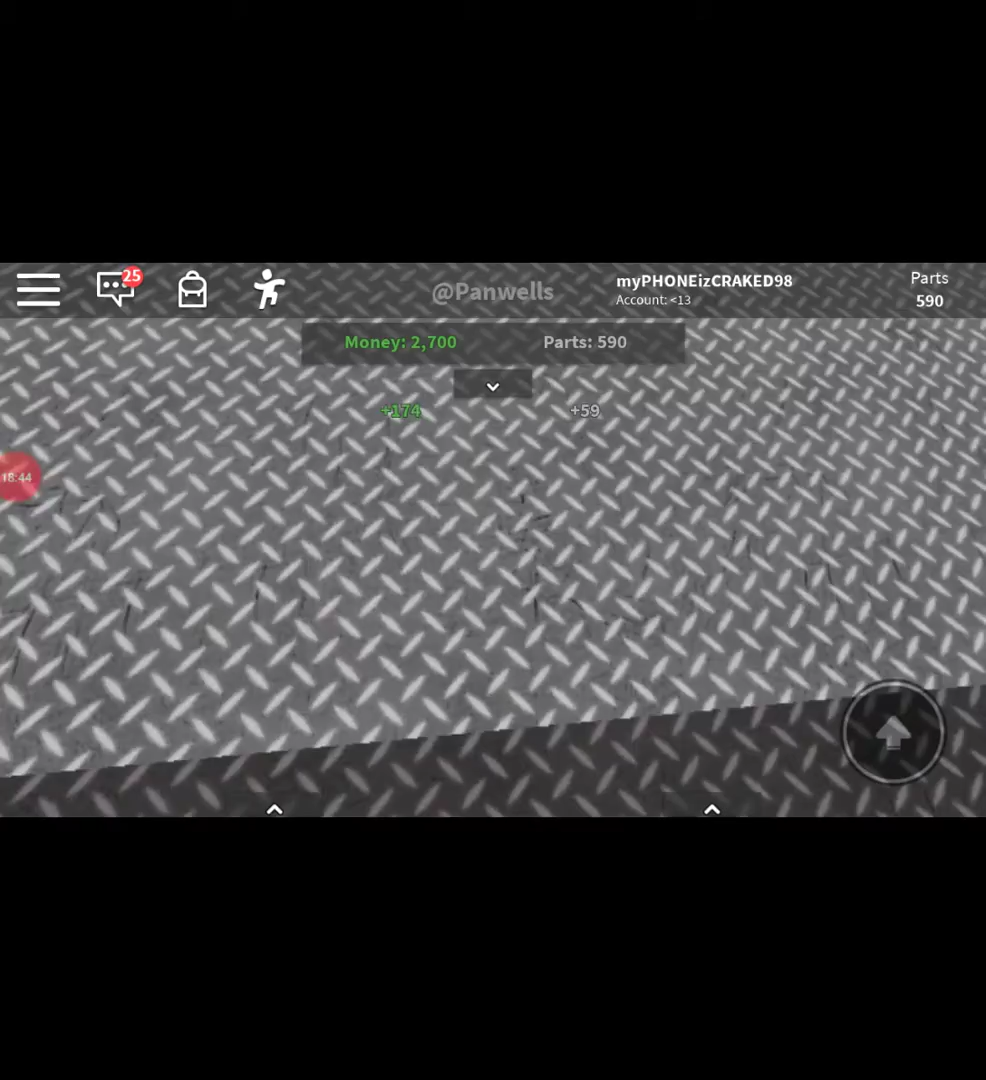 25
@Panwells
myPHONEizCRAKED98
Account: <13
Parts
590
Money: 2,700
Parts: 590
+174
+59
18:44